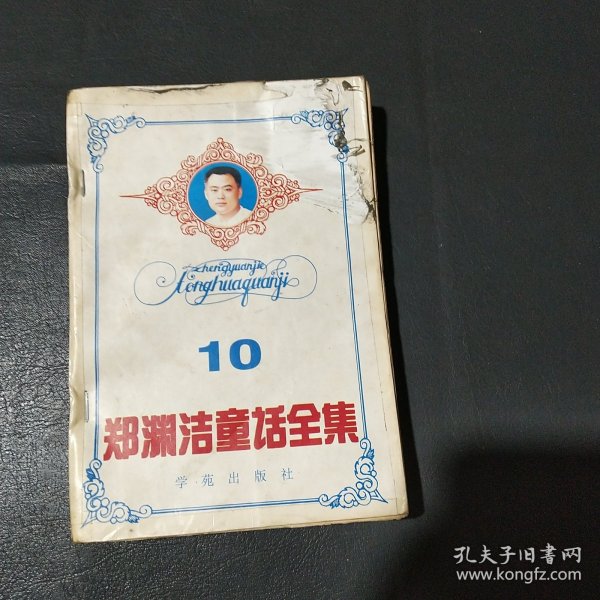 zhengyuanjie
tonghuaquanji
10
郑渊洁童话全集
学苑出版社
孔夫子旧书网
www.kongfz.com